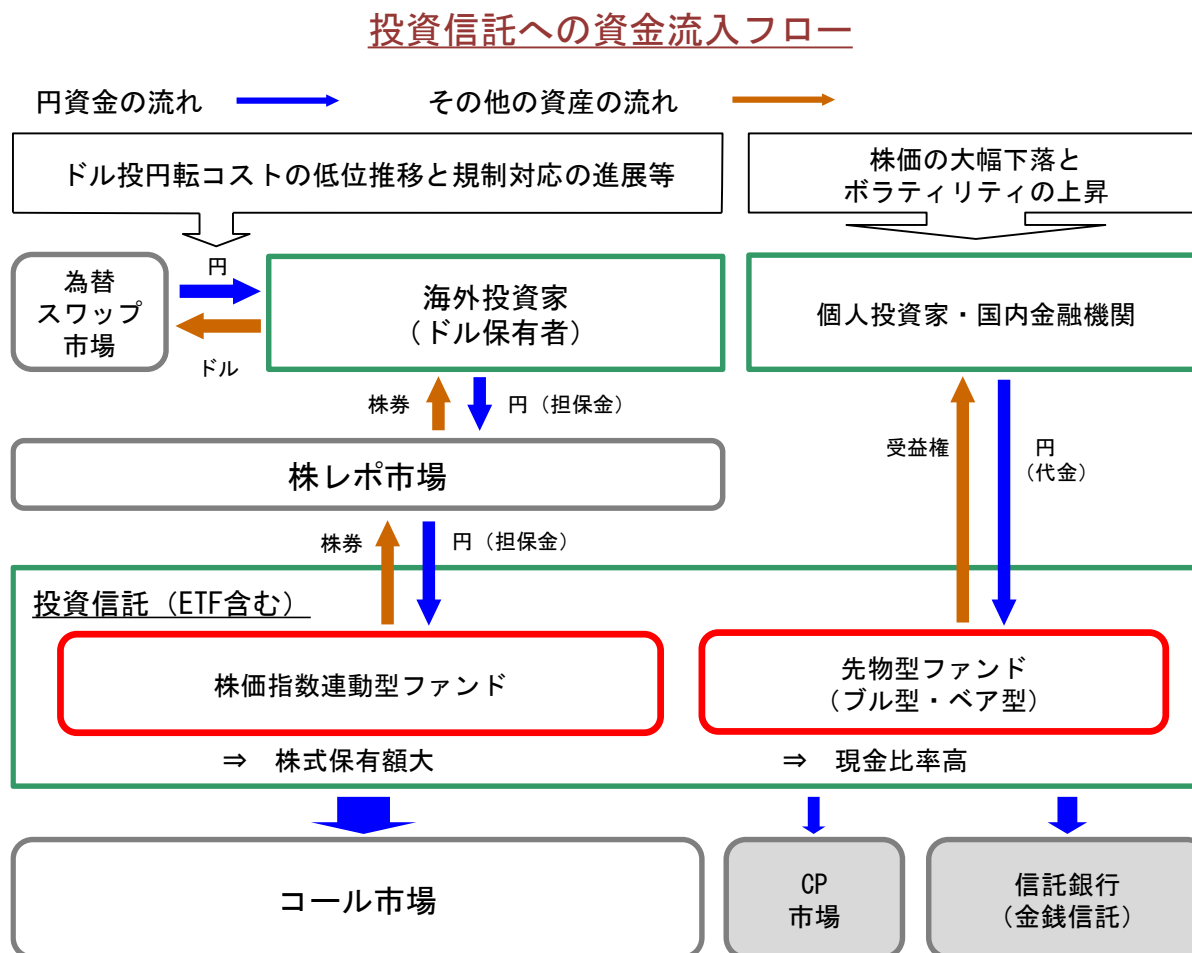 投資信託への資金流入フロー
円資金の流れ
その他の資産の流れ
ドル投円転コストの低位推移と規制対応の進展等
株価の大幅下落と
ボラティリティの上昇
為替
スワップ
市場
円
ドル
海外投資家
（ドル保有者）
個人投資家・国内金融機関
株券
円（担保金）
受益権
円
（代金）
株レポ市場
株券
円（担保金）
投資信託（ETF含む）
株価指数連動型ファンド
先物型ファンド
（ブル型・ベア型）
⇒ 株式保有額大
⇒ 現金比率高
コール市場
CP
市場
信託銀行
（金銭信託）